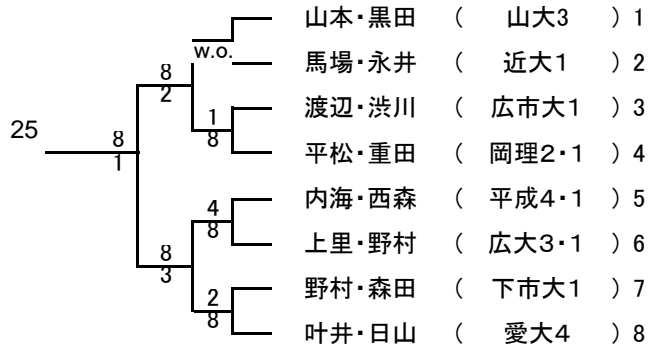 山本・黒田 ( 山大3 ) 1
w.o.
馬場・永井 ( 近大1 ) 2
8
2
渡辺・渋川 ( 広市大1 ) 3
1
8
25
8
1
平松・重田 ( 岡理2・1 ) 4
内海・西森 ( 平成4・1 ) 5
4
8
上里・野村 ( 広大3・1 ) 6
8
3
野村・森田 ( 下市大1 ) 7
2
8
叶井・日山 ( 愛大4 ) 8